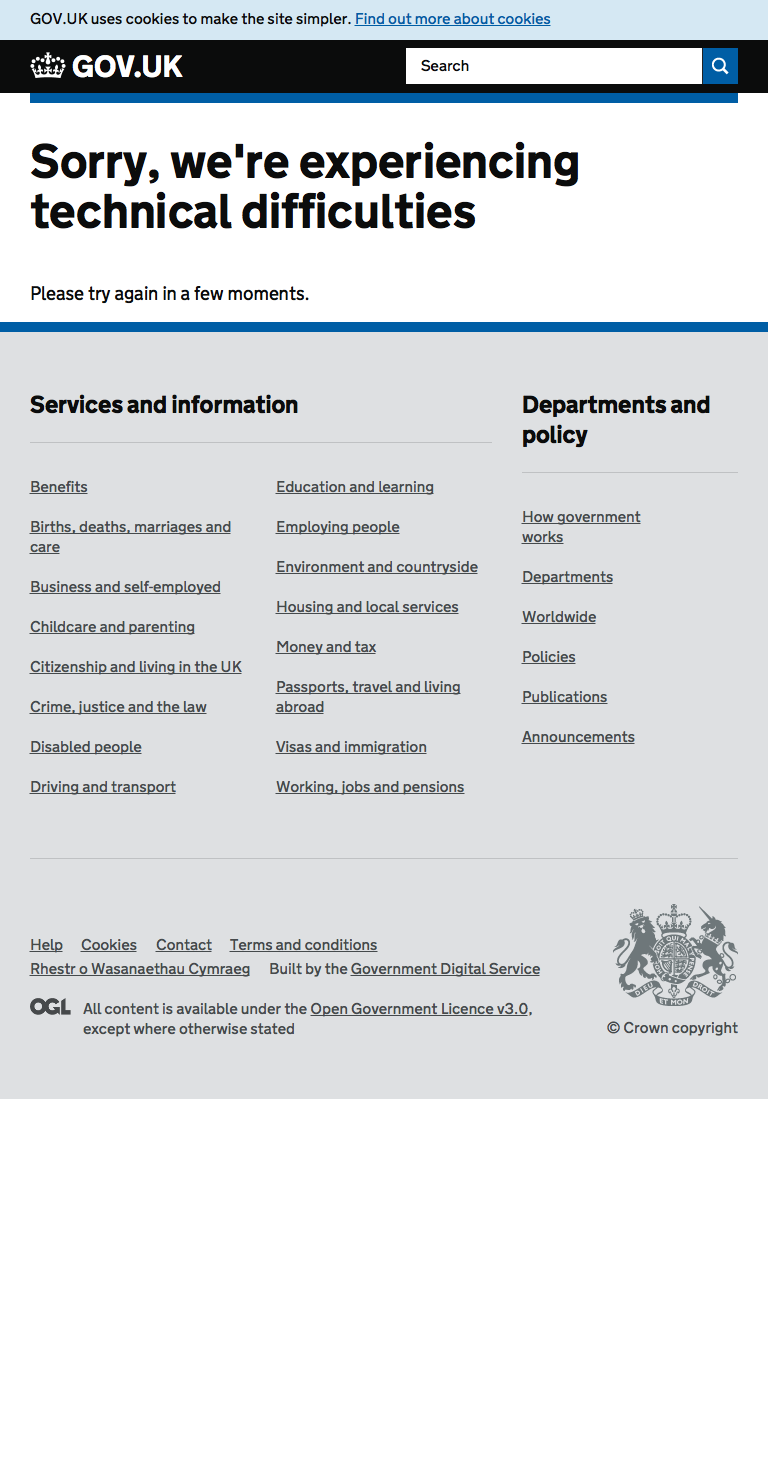 GOV.UK uses cookies to make the site simpler. Find out more about cookies
GOV.UK
Search
Sorry, we're experiencing
technical difficulties
Please try again in a few moments.
Services and information
Benefits
Births, deaths, marriages and
care
Business and self-employed
Childcare and parenting
Citizenship and living in the UK
Crime, justice and the law
Disabled people
Driving and transport
Education and learning
Employing people
Environment and countryside
Housing and local services
Money and tax
Passports, travel and living
abroad
Visas and immigration
Working, jobs and pensions
Departments and
policy
How government
works
Departments
Worldwide
Policies
Publications
Announcements
Help Cookies Contact Terms and conditions
Rhestr o Wasanaethau Cymraeg Built by the Government Digital Service
OGL All content is available under the Open Government Licence v3.0,
except where otherwise stated
DIEU ET MON DROIT
© Crown copyright